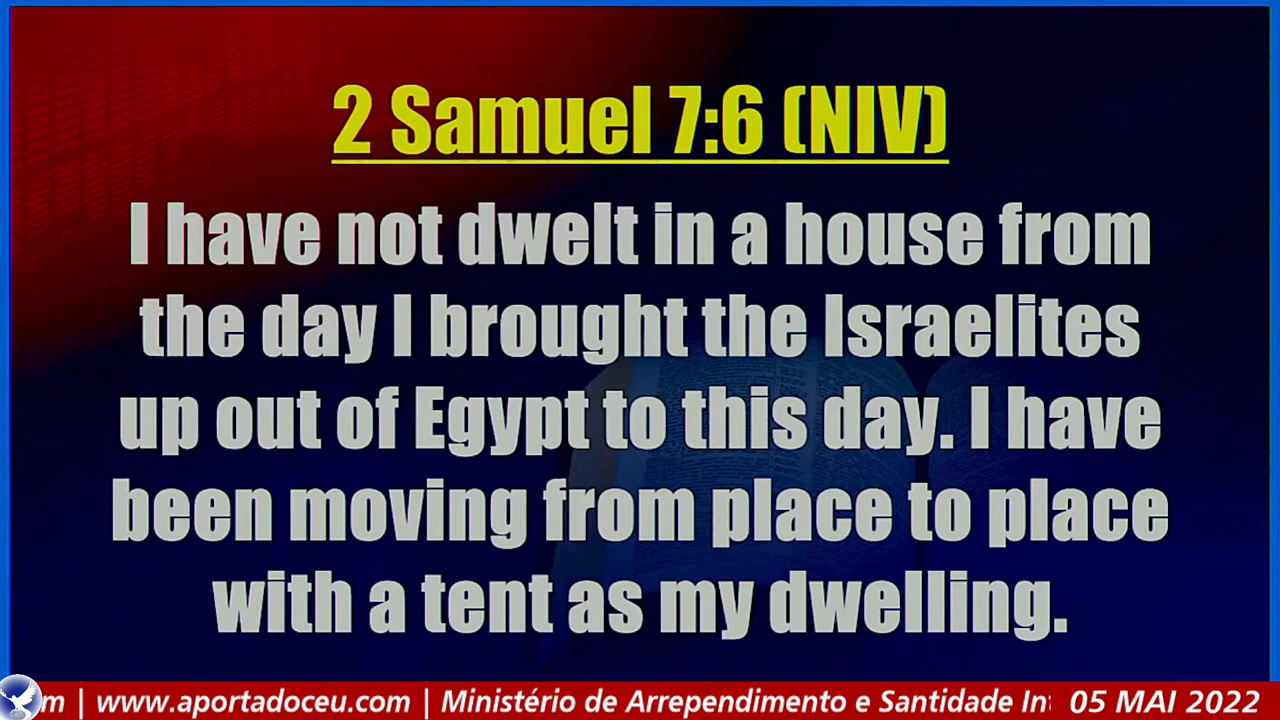 2 Samuel 7:6 (NIV)
I have not dwelt in a house from
the day I brought the Israelites
up out of Egypt to this day. I have
been moving from place to place
with a tent as my dwelling.
m | www.aportadoceu.com | Ministério de Arrependimento e Santidade In 05 MAI 2022